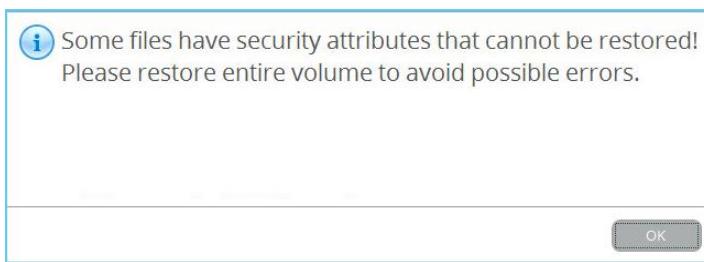 Some files have security attributes that cannot be restored!
Please restore entire volume to avoid possible errors.
OK